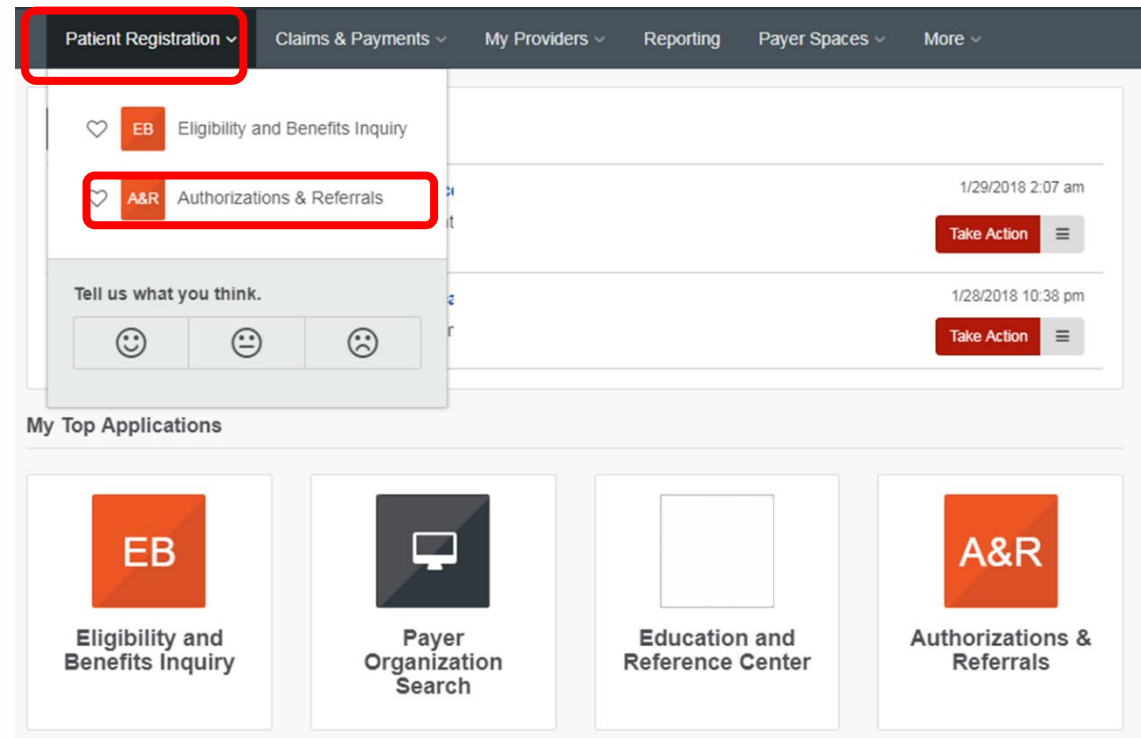 Patient Registration Claims & Payments My Providers Reporting Payer Spaces More
EB Eligibility and Benefits Inquiry
A&R Authorizations & Referrals
1/29/2018 2:07 am
Take Action
Tell us what you think.
1/28/2018 10:38 pm
Take Action
My Top Applications
EB
Eligibility and
Benefits Inquiry
Payer
Organization
Search
Education and
Reference Center
A&R
Authorizations &
Referrals